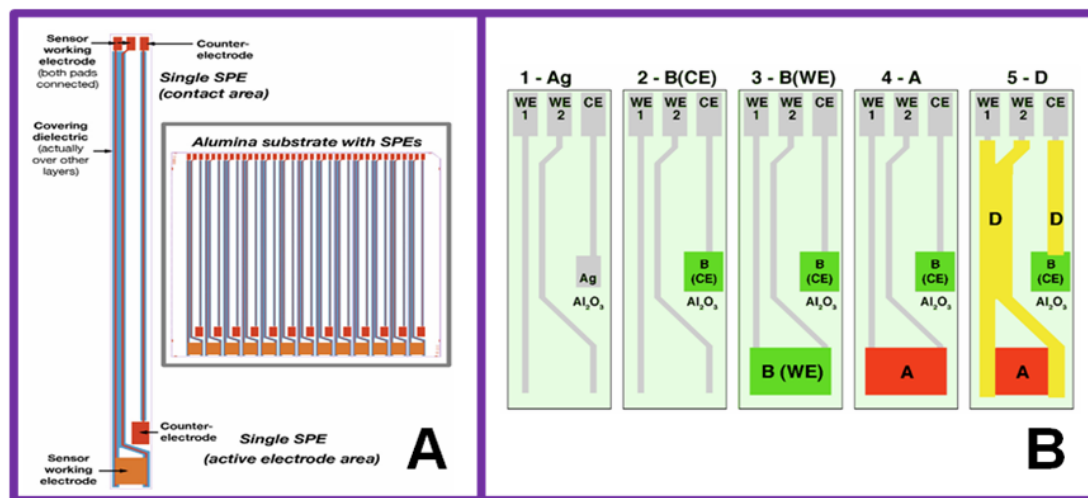 Sensor
working
electrode
(both pads
connected)
Counter-
electrode
Single SPE
(contact area)
Covering
dielectric
(actually
over other
layers)
Alumina substrate with SPEs
Counter-
electrode
Single SPE
(active electrode area)
Sensor
working
electrode
A
1 - Ag
WE
1
WE
2
CE
Ag
Al₂O₃
2 - B(CE)
WE
1
WE
2
CE
B
(CE)
Al₂O₃
3 - B(WE)
WE
1
WE
2
CE
B
(CE)
Al₂O₃
B (WE)
4 - A
WE
1
WE
2
CE
B
(CE)
Al₂O₃
A
5 - D
WE
1
WE
2
CE
D
D
B
(CE)
Al₂O₃
A
B